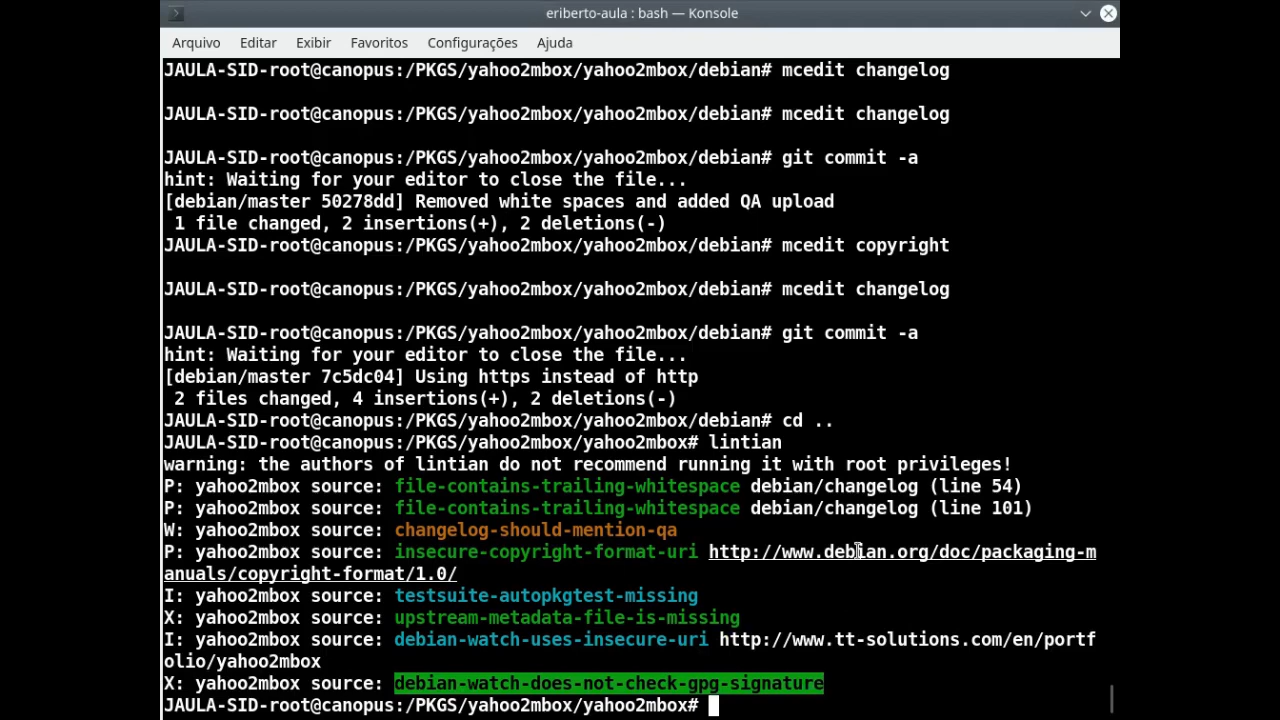 eriberto-aula : bash — Konsole
Arquivo Editar Exibir Favoritos Configurações Ajuda
JAULA-SID-root@canopus:/PKGS/yahoo2mbox/yahoo2mbox/debian# mcedit changelog
JAULA-SID-root@canopus:/PKGS/yahoo2mbox/yahoo2mbox/debian# mcedit changelog
JAULA-SID-root@canopus:/PKGS/yahoo2mbox/yahoo2mbox/debian# git commit -a
hint: Waiting for your editor to close the file...
[debian/master 50278dd] Removed white spaces and added QA upload
1 file changed, 2 insertions(+), 2 deletions(-)
JAULA-SID-root@canopus:/PKGS/yahoo2mbox/yahoo2mbox/debian# mcedit copyright
JAULA-SID-root@canopus:/PKGS/yahoo2mbox/yahoo2mbox/debian# mcedit changelog
JAULA-SID-root@canopus:/PKGS/yahoo2mbox/yahoo2mbox/debian# git commit -a
hint: Waiting for your editor to close the file...
[debian/master 7c5dc04] Using https instead of http
2 files changed, 4 insertions(+), 2 deletions(-)
JAULA-SID-root@canopus:/PKGS/yahoo2mbox/yahoo2mbox/debian# cd ..
JAULA-SID-root@canopus:/PKGS/yahoo2mbox/yahoo2mbox# lintian
warning: the authors of lintian do not recommend running it with root privileges!
P: yahoo2mbox source: file-contains-trailing-whitespace debian/changelog (line 54)
P: yahoo2mbox source: file-contains-trailing-whitespace debian/changelog (line 101)
W: yahoo2mbox source: changelog-should-mention-qa
P: yahoo2mbox source: insecure-copyright-format-uri http://www.debian.org/doc/packaging-m
anuals/copyright-format/1.0/
I: yahoo2mbox source: testsuite-autopkgtest-missing
X: yahoo2mbox source: upstream-metadata-file-is-missing
I: yahoo2mbox source: debian-watch-uses-insecure-uri http://www.tt-solutions.com/en/portf
olio/yahoo2mbox
X: yahoo2mbox source: debian-watch-does-not-check-gpg-signature
JAULA-SID-root@canopus:/PKGS/yahoo2mbox/yahoo2mbox#